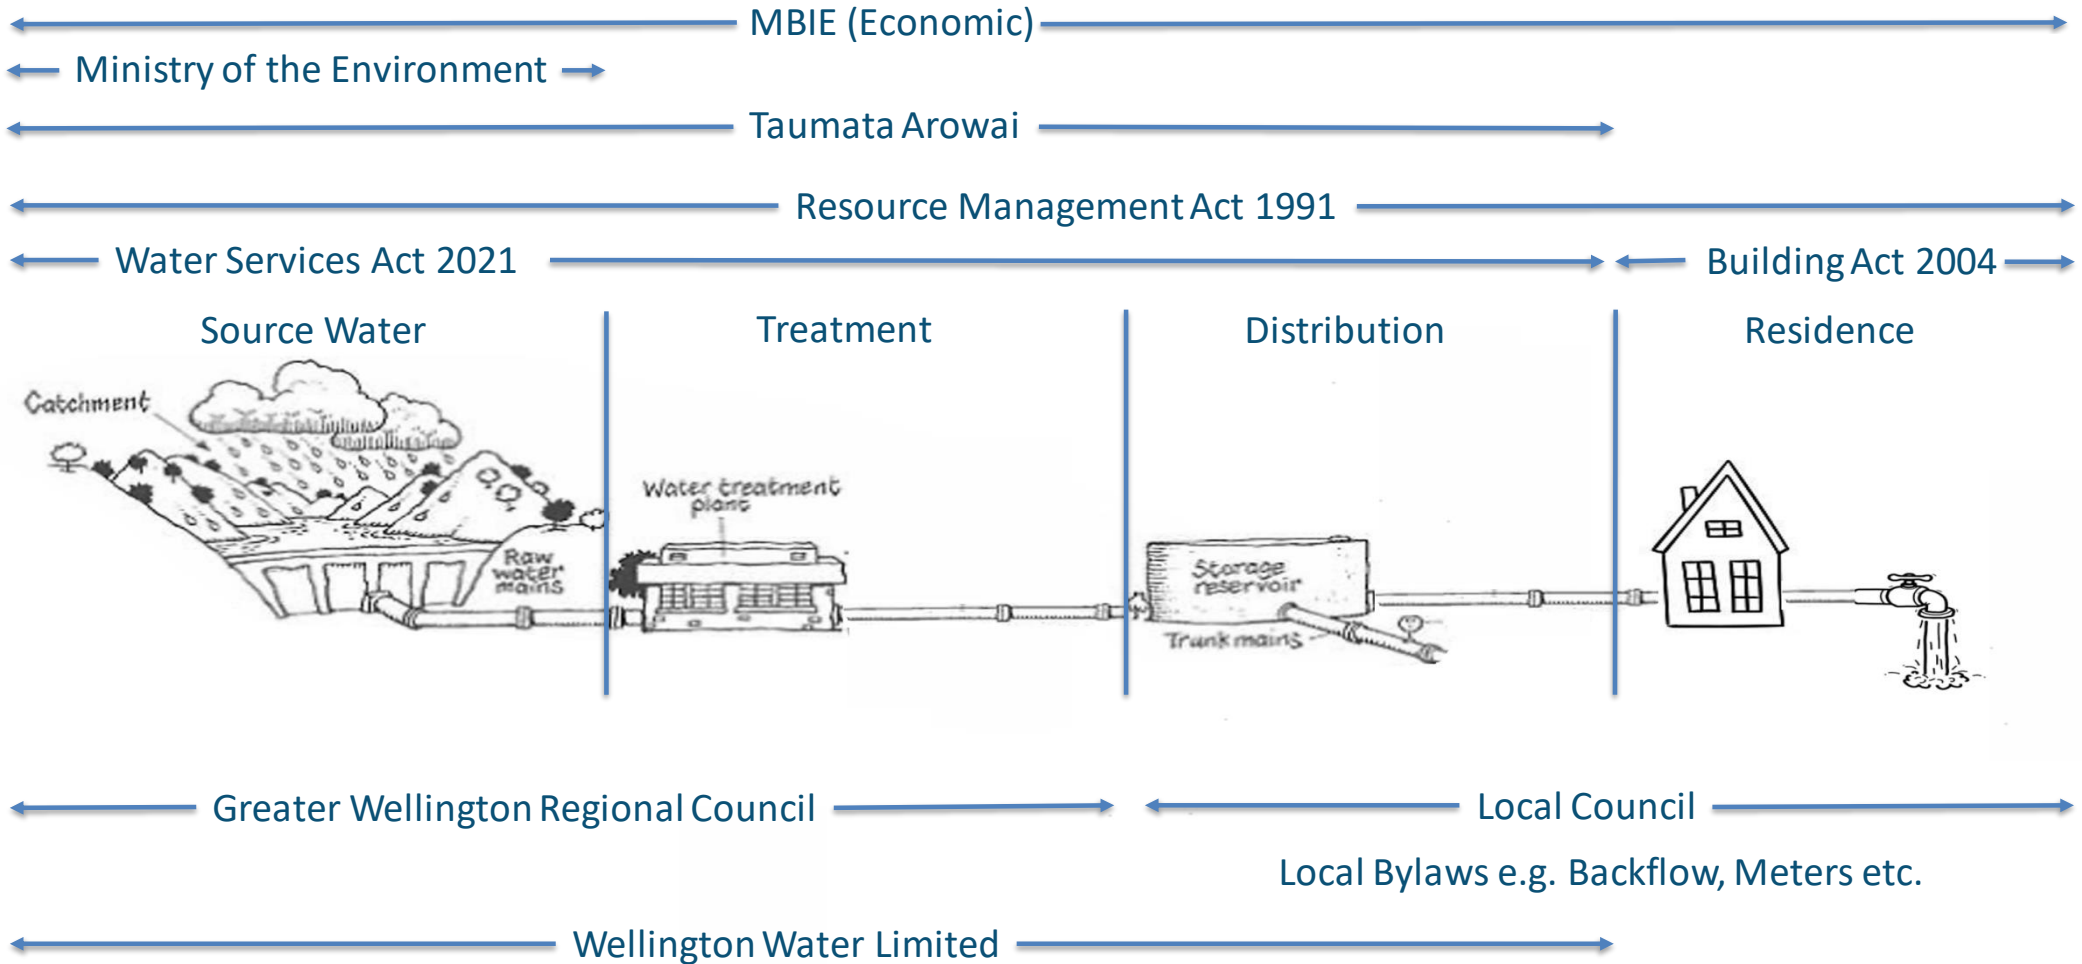 MBIE (Economic)
Ministry of the Environment
Taumata Arowai
Resource Management Act 1991
Water Services Act 2021
Building Act 2004
Source Water
Treatment
Distribution
Residence
Catchment
Water treatment
plant
Raw
water
mains
Storage
reservoir
Trunk mains
Greater Wellington Regional Council
Local Council
Local Bylaws e.g. Backflow, Meters etc.
Wellington Water Limited